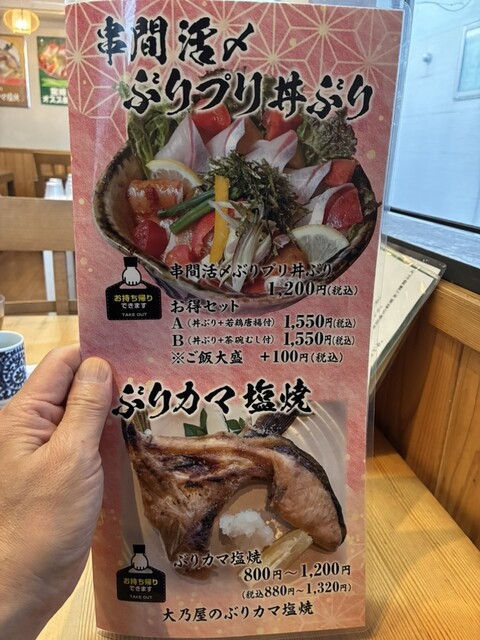 串間活〆
ぶりプリ丼ぶり
串間活〆ぶりプリ丼ぶり
1,200円(税込)
お持ち帰り
できます
TAKE OUT
お得セット
A (丼ぶり+若鶏唐揚付) 1,550円(税込)
B (丼ぶり+茶碗むし付) 1,550円(税込)
※ご飯大盛 +100円(税込)
ぶりカマ塩焼
ぶりカマ塩焼
800円〜1,200円
(税込880円〜1,320円)
お持ち帰り
できます
TAKE OUT
大乃屋のぶりカマ塩焼